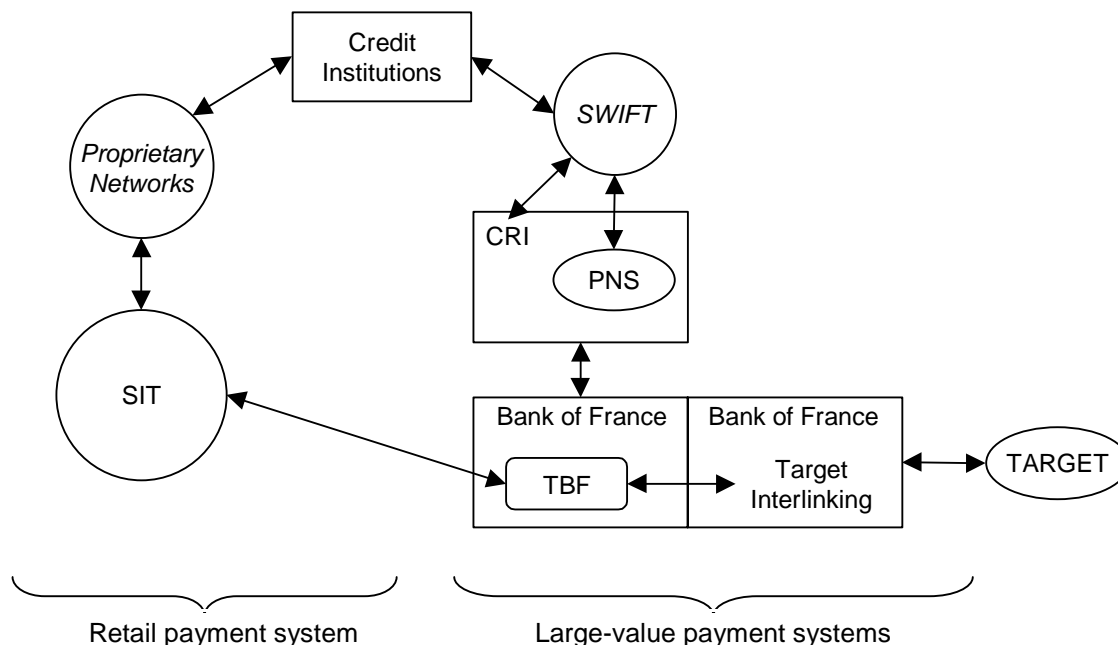 Credit
Institutions
SWIFT
Proprietary
Networks
CRI
PNS
SIT
Bank of France
Bank of France
TBF
Target
Interlinking
TARGET
Retail payment system
Large-value payment systems